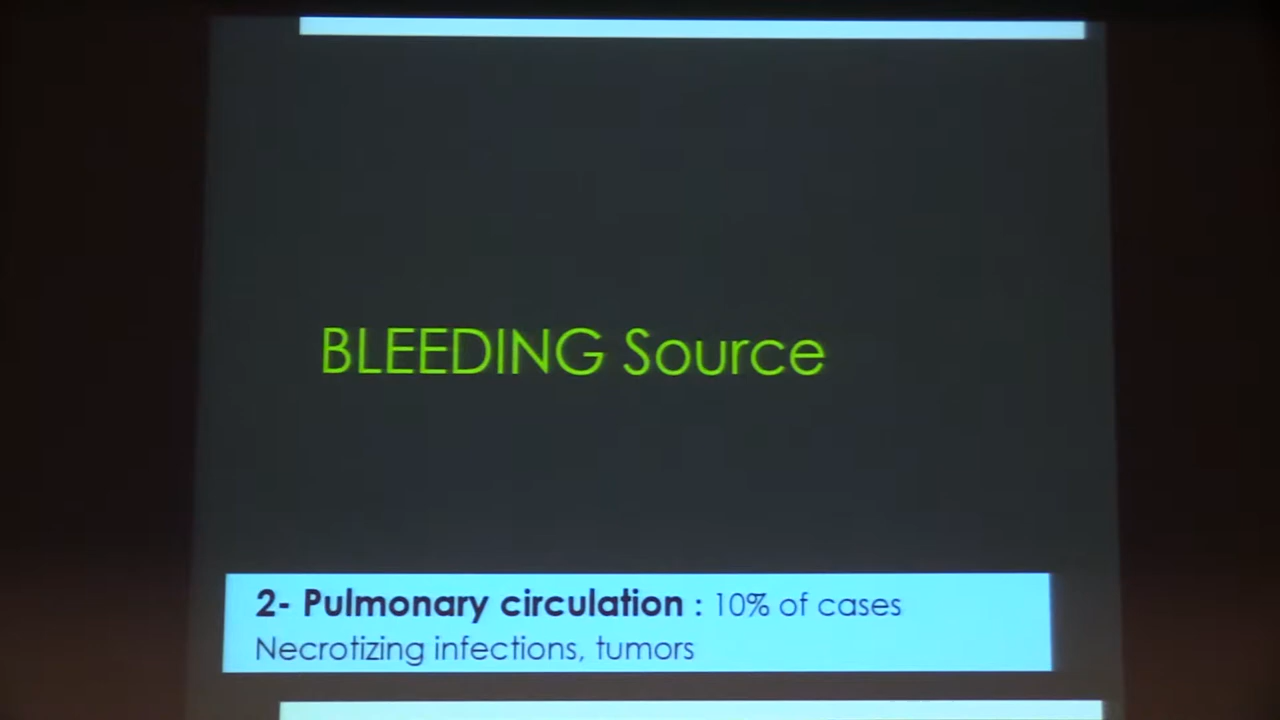 BLEEDING Source
2- Pulmonary circulation : 10% of cases
Necrotizing infections, tumors